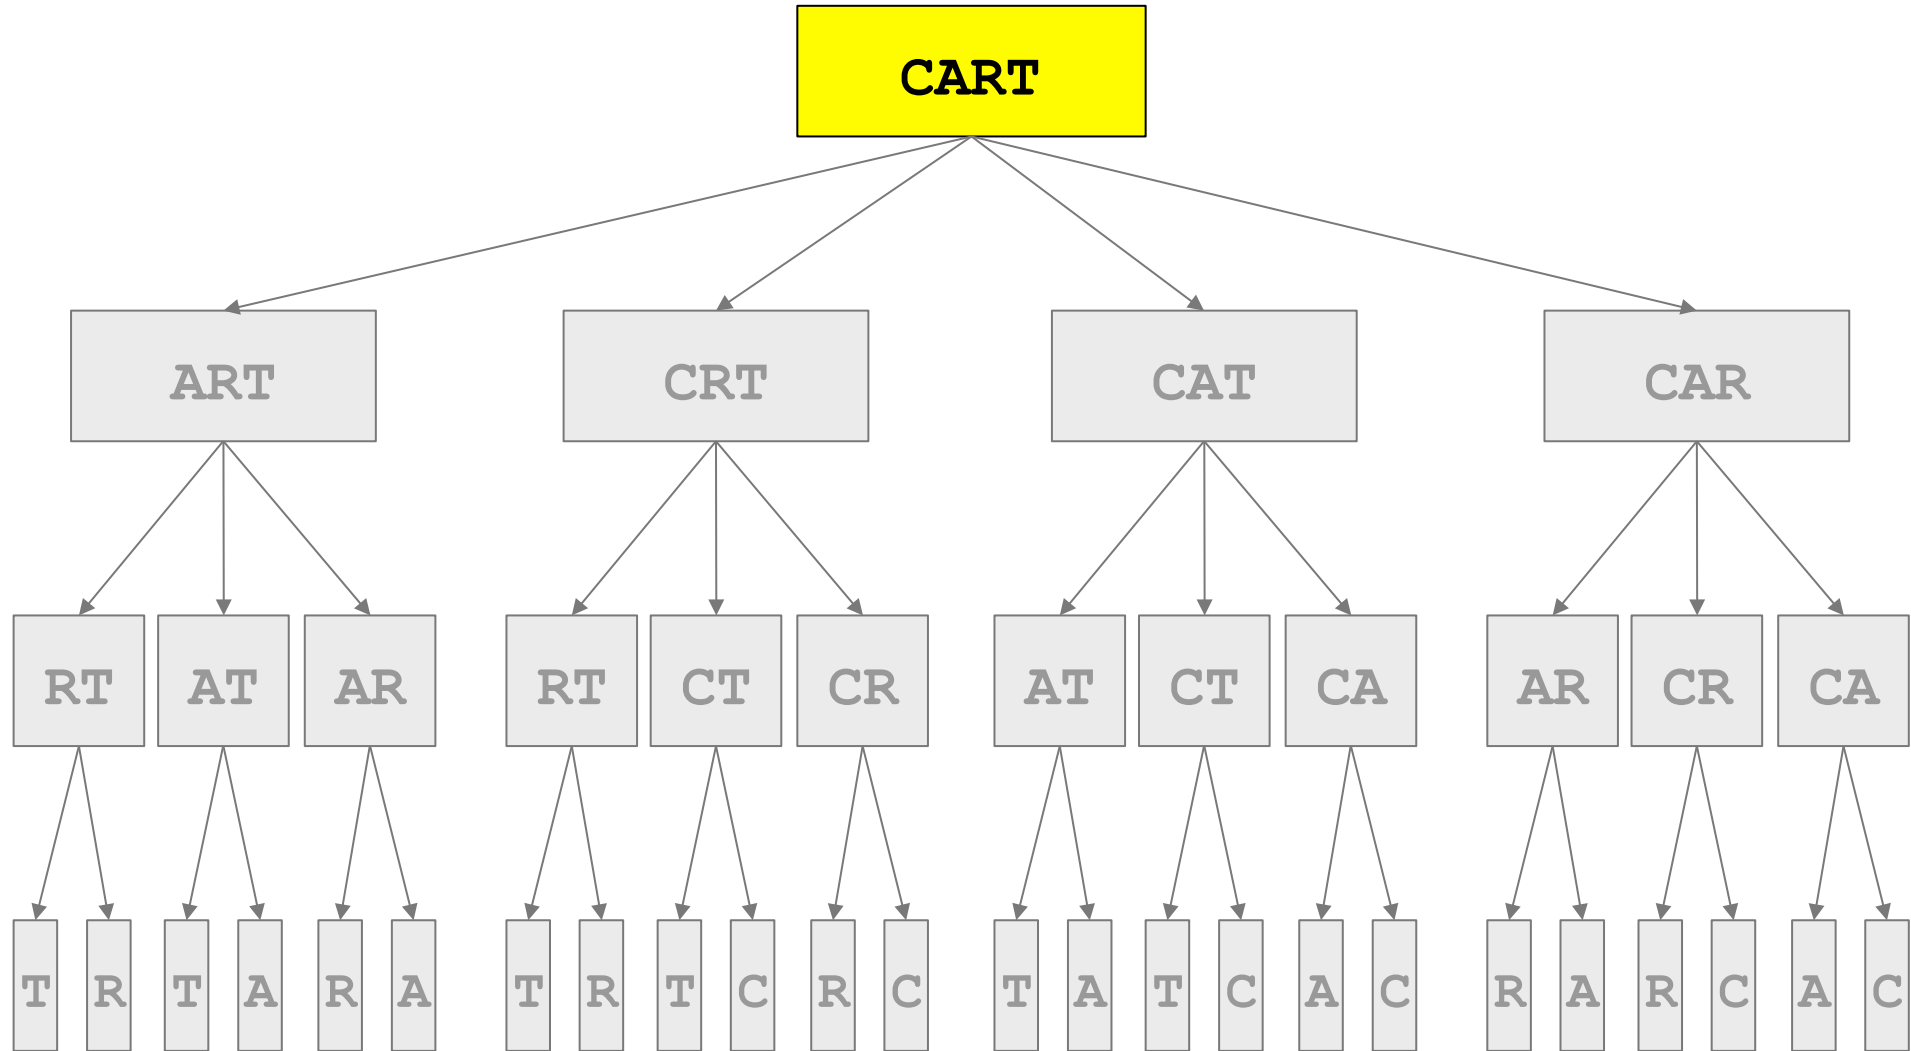 CART
ART CRT CAT CAR
RT AT AR RT CT CR AT CT CA AR CR CA
T R T A R A T R T C R C T A T C A C R A R C A C